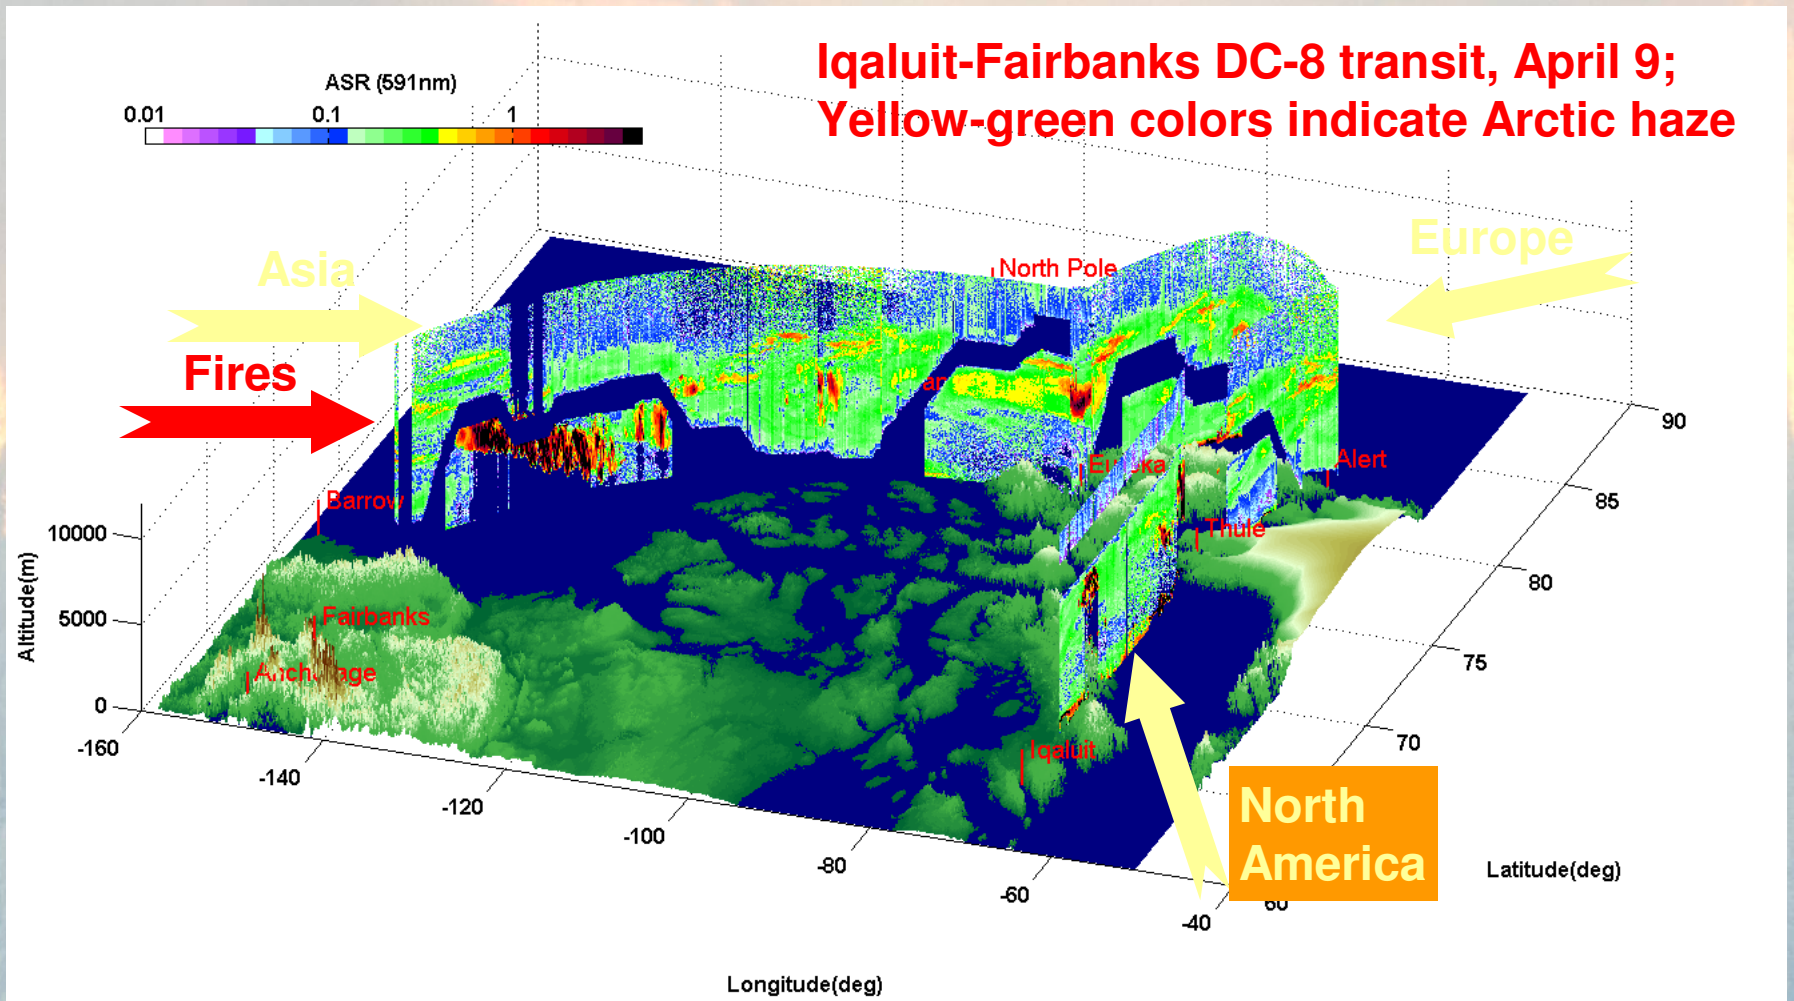 Iqaluit-Fairbanks DC-8 transit, April 9;
Yellow-green colors indicate Arctic haze
ASR (591nm)
0.01 0.1 1
Asia
Europe
North Pole
Fires
90
Eureka
Alert
85
Barrow
Thule
10000
80
5000
Fairbanks
Altitude(m)
75
Anchorage
0
-160
70
Iqaluit
-140
-120
North
America
-100
-80
Latitude(deg)
-60
60
-40
Longitude(deg)